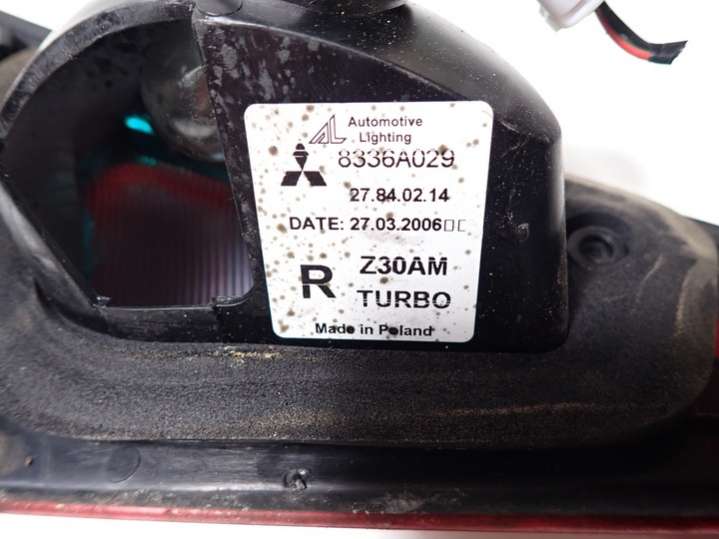 Automotive
Lighting
8336A029
27.84.02.14
DATE: 27.03.2006
R
Z30AM
TURBO
Made in Poland